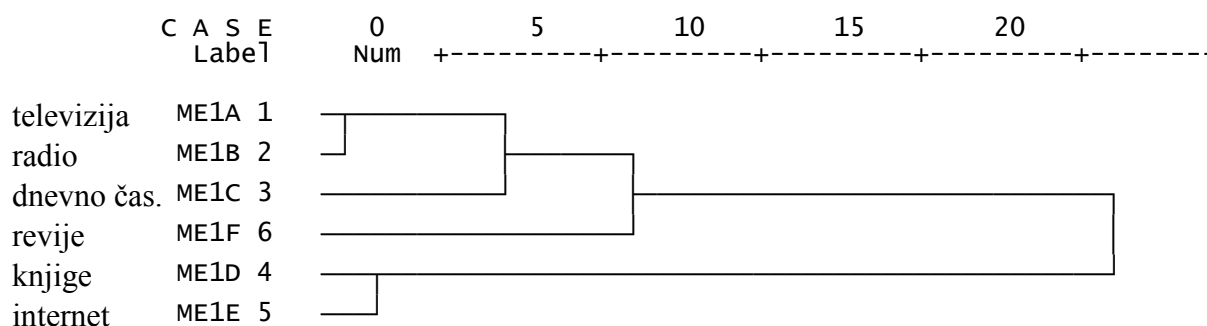 C A S E 0 5 10 15 20
Label Num +---------+---------+---------+---------+--------
televizija ME1A 1
radio ME1B 2
dnevno čas. ME1C 3
revije ME1F 6
knjige ME1D 4
internet ME1E 5